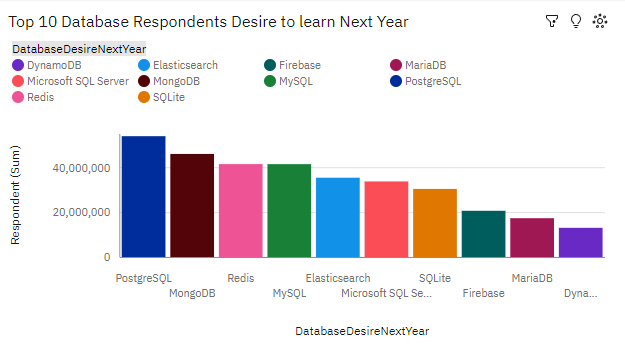 Top 10 Database Respondents Desire to learn Next Year
DatabaseDesireNextYear
DynamoDB Elasticsearch Firebase MariaDB
Microsoft SQL Server MongoDB MySQL PostgreSQL
Redis SQLite
Respondent (Sum)
40,000,000
20,000,000
0
PostgreSQL Redis Elasticsearch SQLite MariaDB
MongoDB MySQL Microsoft SQL Se... Firebase Dyna...
DatabaseDesireNextYear